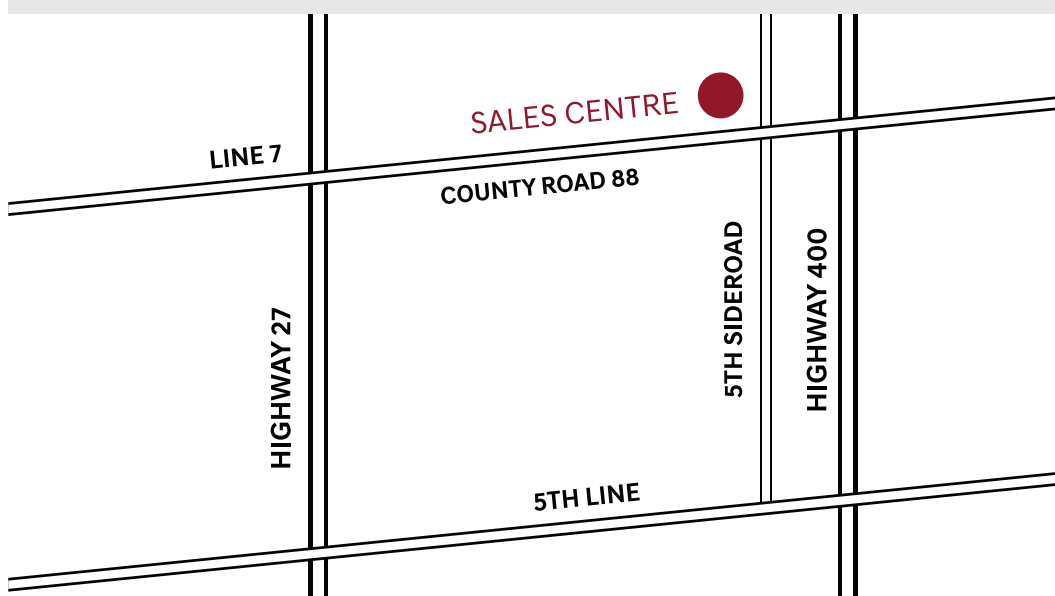 SALES CENTRE
LINE 7
COUNTY ROAD 88
5TH SIDEROAD
HIGHWAY 400
HIGHWAY 27
5TH LINE